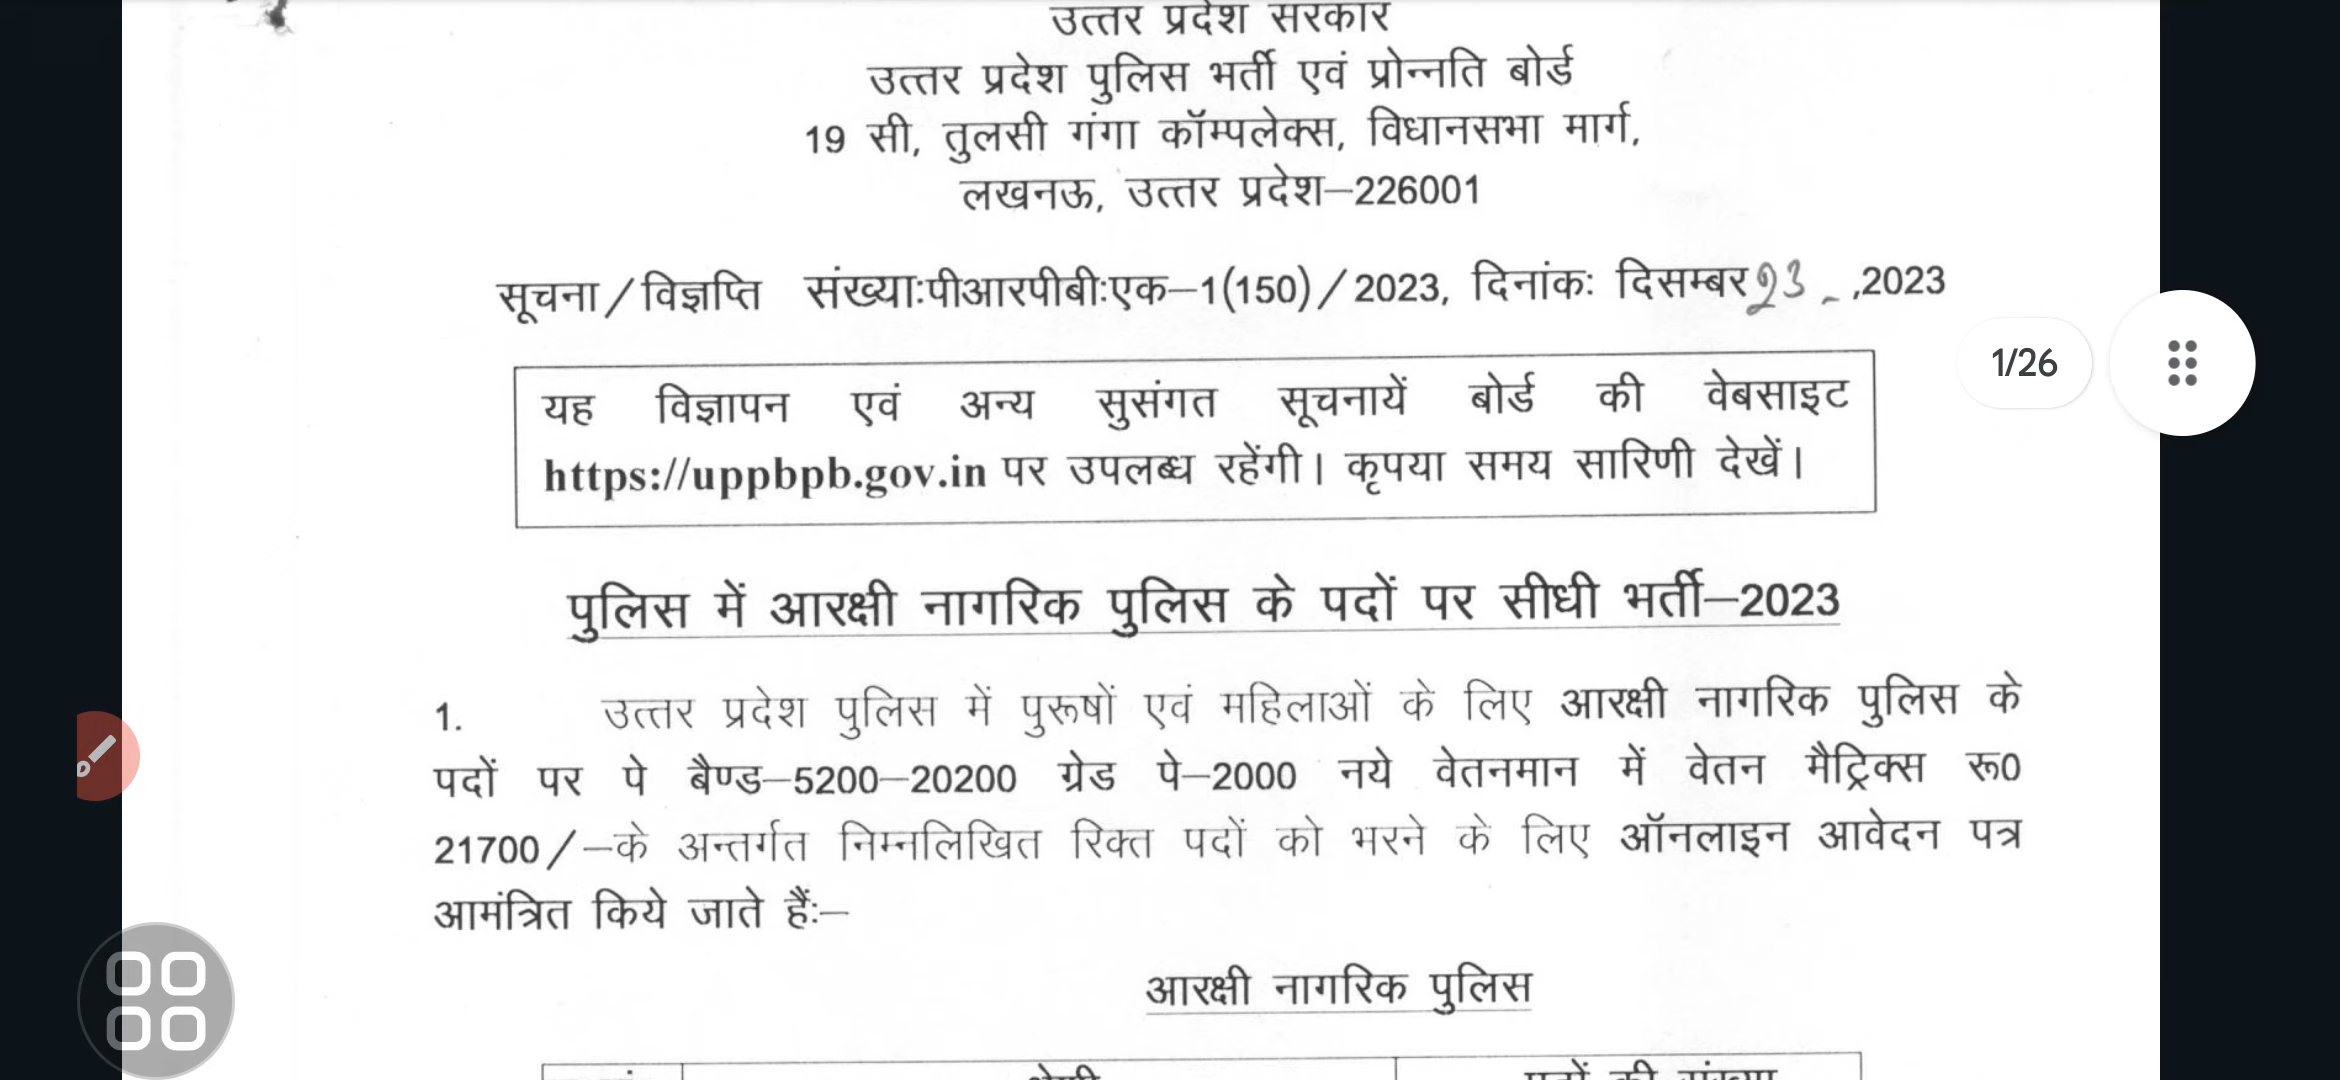 उत्तर प्रदेश सरकार
उत्तर प्रदेश पुलिस भर्ती एवं प्रोन्नति बोर्ड
19 सी, तुलसी गंगा कॉम्पलेक्स, विधानसभा मार्ग,
लखनऊ, उत्तर प्रदेश–226001
सूचना/विज्ञप्ति संख्याःपीआरपीबीःएक–1(150)/2023, दिनांकः दिसम्बर 23 ,2023
1/26
यह विज्ञापन एवं अन्य सुसंगत सूचनायें बोर्ड की वेबसाइट
https://uppbpb.gov.in पर उपलब्ध रहेंगी। कृपया समय सारिणी देखें।
पुलिस में आरक्षी नागरिक पुलिस के पदों पर सीधी भर्ती–2023
1. उत्तर प्रदेश पुलिस में पुरूषों एवं महिलाओं के लिए आरक्षी नागरिक पुलिस के
पदों पर पे बैण्ड–5200–20200 ग्रेड पे–2000 नये वेतनमान में वेतन मैट्रिक्स रू0
21700/–के अन्तर्गत निम्नलिखित रिक्त पदों को भरने के लिए ऑनलाइन आवेदन पत्र
आमंत्रित किये जाते हैंः–
आरक्षी नागरिक पुलिस
श्रेणी पदों की संख्या